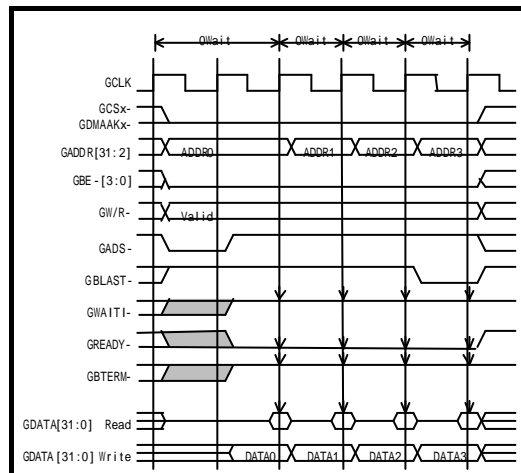 0Wait 0Wait 0Wait 0Wait
GCLK
GCSx-
GDMAAKx-
GADDR[31:2] ADDR0 ADDR1 ADDR2 ADDR3
GBE-[3:0]
GW/R- Valid
GADS-
GBLAST-
GWAITI-
GREADY-
GBTERM-
GDATA[31:0] Read
GDATA[31:0] Write DATA0 DATA1 DATA2 DATA3